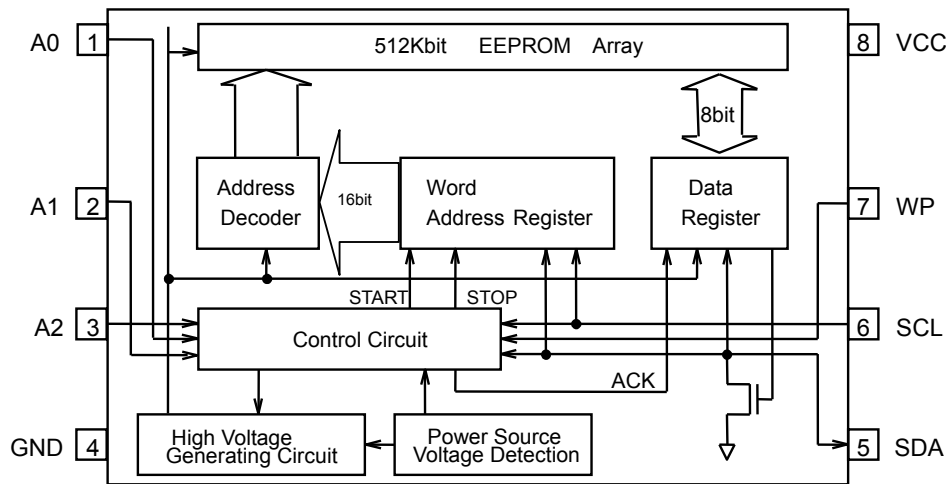 A0 1
512Kbit EEPROM Array
8 VCC
8bit
A1 2
Address
Decoder
16bit
Word
Address Register
Data
Register
7 WP
START
STOP
A2 3
Control Circuit
6 SCL
ACK
GND 4
High Voltage
Generating Circuit
Power Source
Voltage Detection
5 SDA